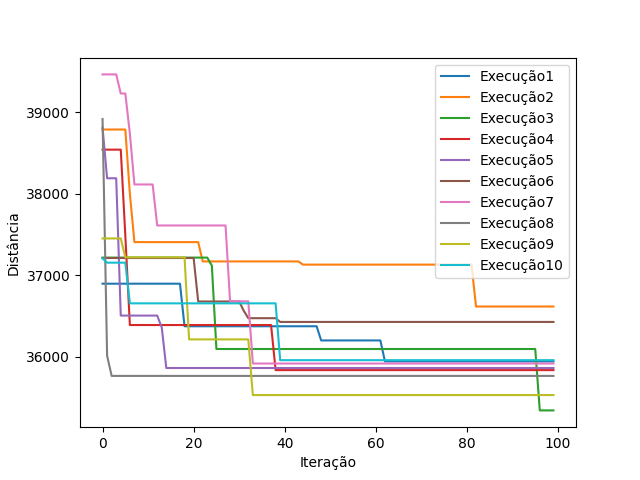 39000
38000
37000
36000
Distância
0
20
40
60
80
100
Iteração
Execução1
Execução2
Execução3
Execução4
Execução5
Execução6
Execução7
Execução8
Execução9
Execução10